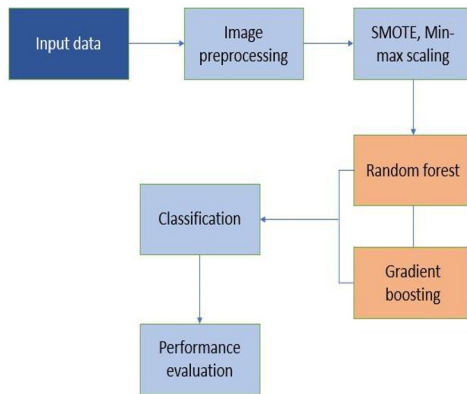 Input data
Image
preprocessing
SMOTE, Min-
max scaling
Random forest
Classification
Gradient
boosting
Performance
evaluation